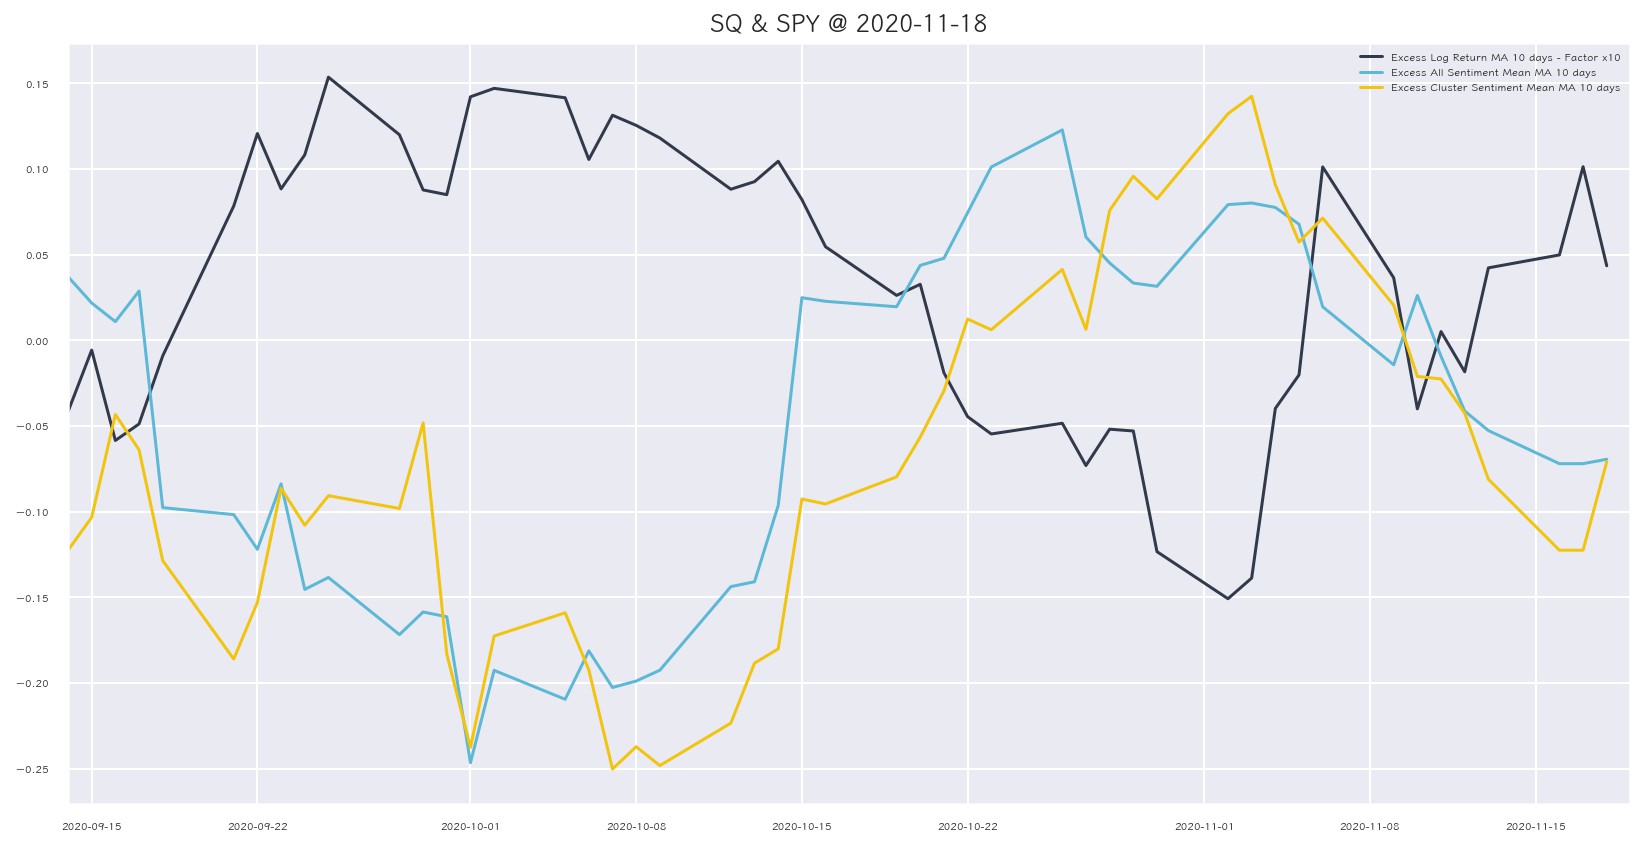 SQ & SPY @ 2020-11-18
Excess Log Return MA 10 days - Factor x10
Excess All Sentiment Mean MA 10 days
Excess Cluster Sentiment Mean MA 10 days
0.15
0.10
0.05
0.00
−0.05
−0.10
−0.15
−0.20
−0.25
2020-09-15 2020-09-22 2020-10-01 2020-10-08 2020-10-15 2020-10-22 2020-11-01 2020-11-08 2020-11-15